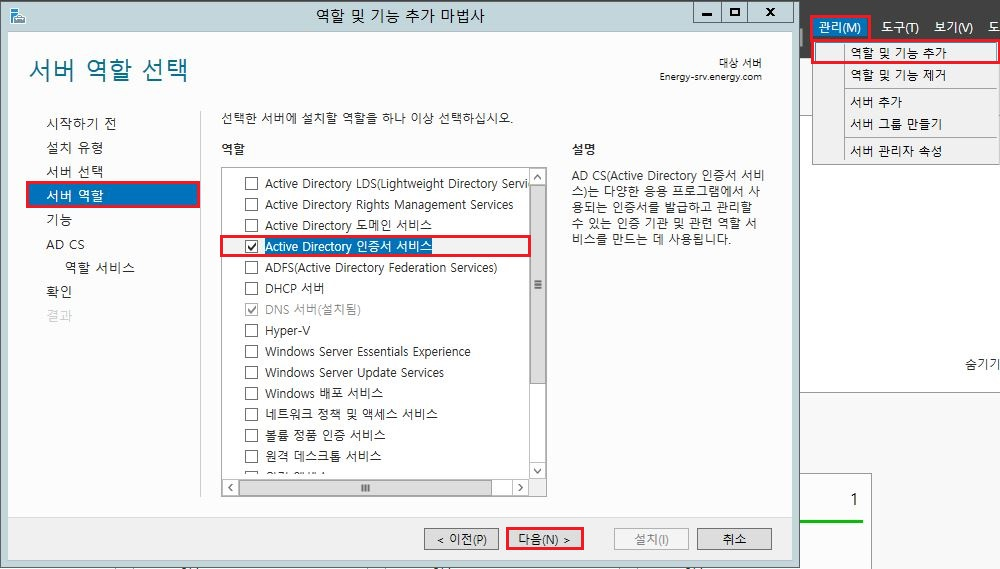 역할 및 기능 추가 마법사
서버 역할 선택
대상 서버
Energy-srv.energy.com
시작하기 전
설치 유형
서버 선택
서버 역할
기능
AD CS
역할 서비스
확인
결과
선택한 서버에 설치할 역할을 하나 이상 선택하십시오.
역할
Active Directory LDS(Lightweight Directory Servi
Active Directory Rights Management Services
Active Directory 도메인 서비스
Active Directory 인증서 서비스
ADFS(Active Directory Federation Services)
DHCP 서버
DNS 서버(설치됨)
Hyper-V
Windows Server Essentials Experience
Windows Server Update Services
Windows 배포 서비스
네트워크 정책 및 액세스 서비스
볼륨 정품 인증 서비스
원격 데스크톱 서비스
설명
AD CS(Active Directory 인증서 서비
스)는 다양한 응용 프로그램에서 사
용되는 인증서를 발급하고 관리할
수 있는 인증 기관 및 관련 역할 서
비스를 만드는 데 사용됩니다.
< 이전(P)
다음(N) >
설치(I)
취소
관리(M) 도구(T) 보기(V) 도
역할 및 기능 추가
역할 및 기능 제거
서버 추가
서버 그룹 만들기
서버 관리자 속성
숨기기
1